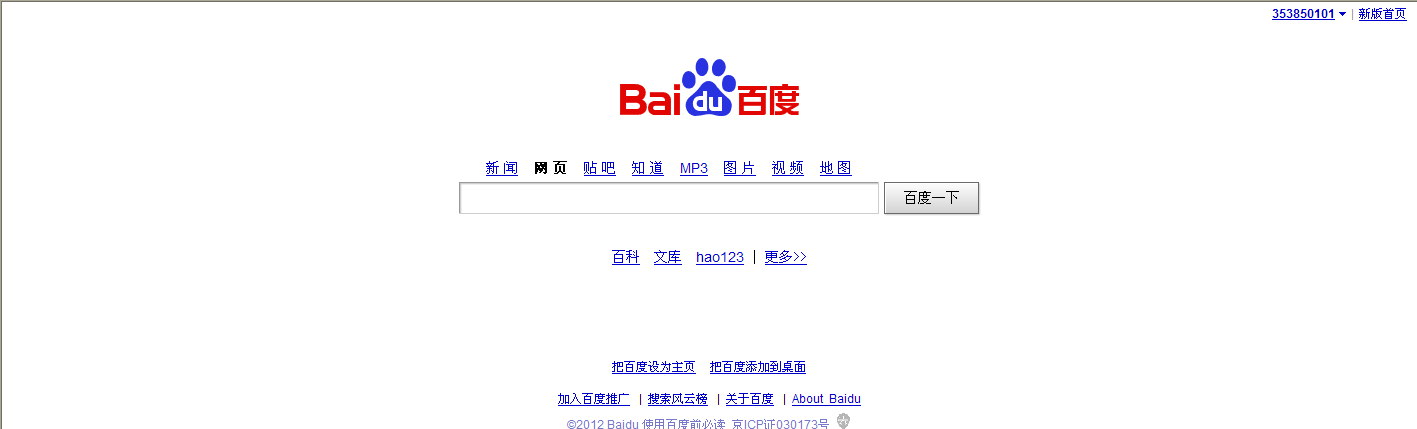 353850101 | 新版首页
Bai du 百度
新闻 网页 贴吧 知道 MP3 图片 视频 地图
百度一下
百科 文库 hao123 | 更多>>
把百度设为主页 把百度添加到桌面
加入百度推广 | 搜索风云榜 | 关于百度 | About Baidu
©2012 Baidu 使用百度前必读 京ICP证030173号